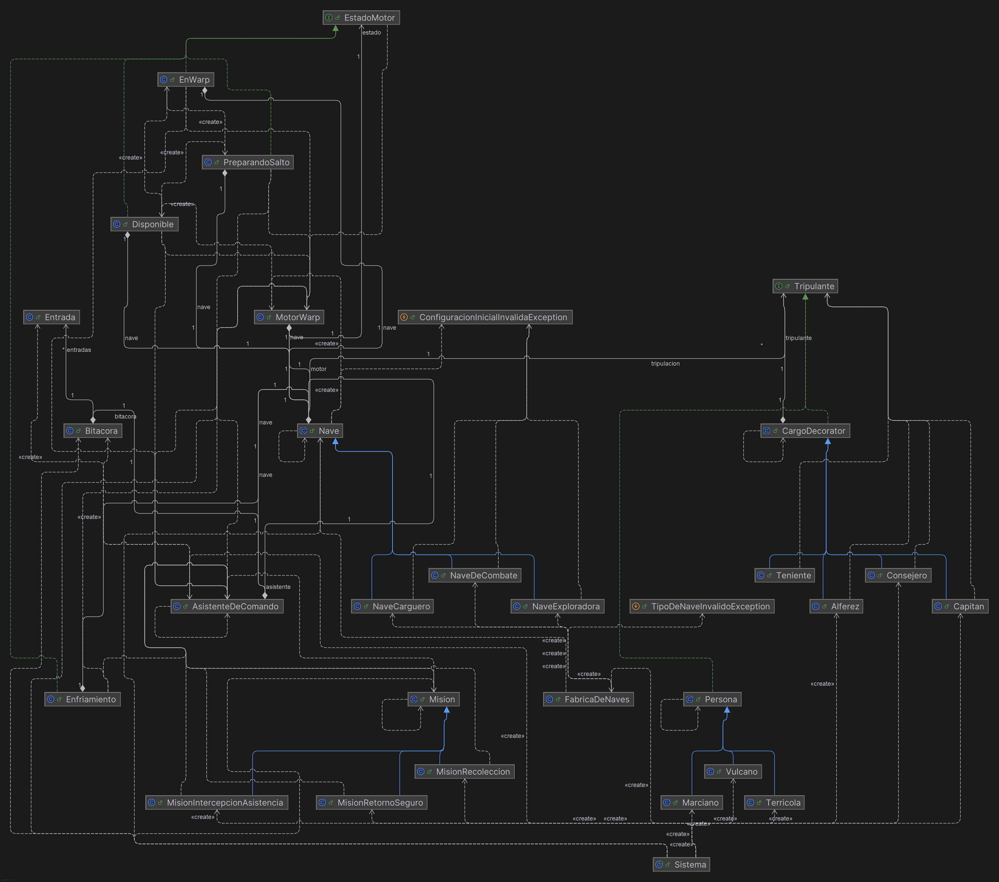 EstadoMotor
estado
1
EnWarp
1
«create»
«create»
«create»
PreparandoSalto
1
«create»
Disponible
1
Tripulante
nave
Entrada
MotorWarp
ConfiguracionInicialInvalidaException
1
1 nave
nave
1 nave
1
tripulante
1
«create»
* entradas
*
1
tripulacion
1
motor
1
1
1
«create»
1
1
1
1
bitacora
nave
Bitacora
Nave
CargoDecorator
1
«create»
1
nave
1
«create»
1
1
NaveDeCombate
Teniente
Consejero
asistente
AsistenteDeComando
NaveCarguero
NaveExploradora
TipoDeNaveInvalidoException
Alferez
Capitan
«create»
«create»
«create»
«create»
«create»
1
Enfriamiento
Mision
FabricaDeNaves
Persona
«create»
MisionRecoleccion
Vulcano
«create»
MisionIntercepcionAsistencia
MisionRetornoSeguro
Marciano
Terricola
«create»
«create»
«create»
«create»
«create»
«create»
«create»
«create»
Sistema